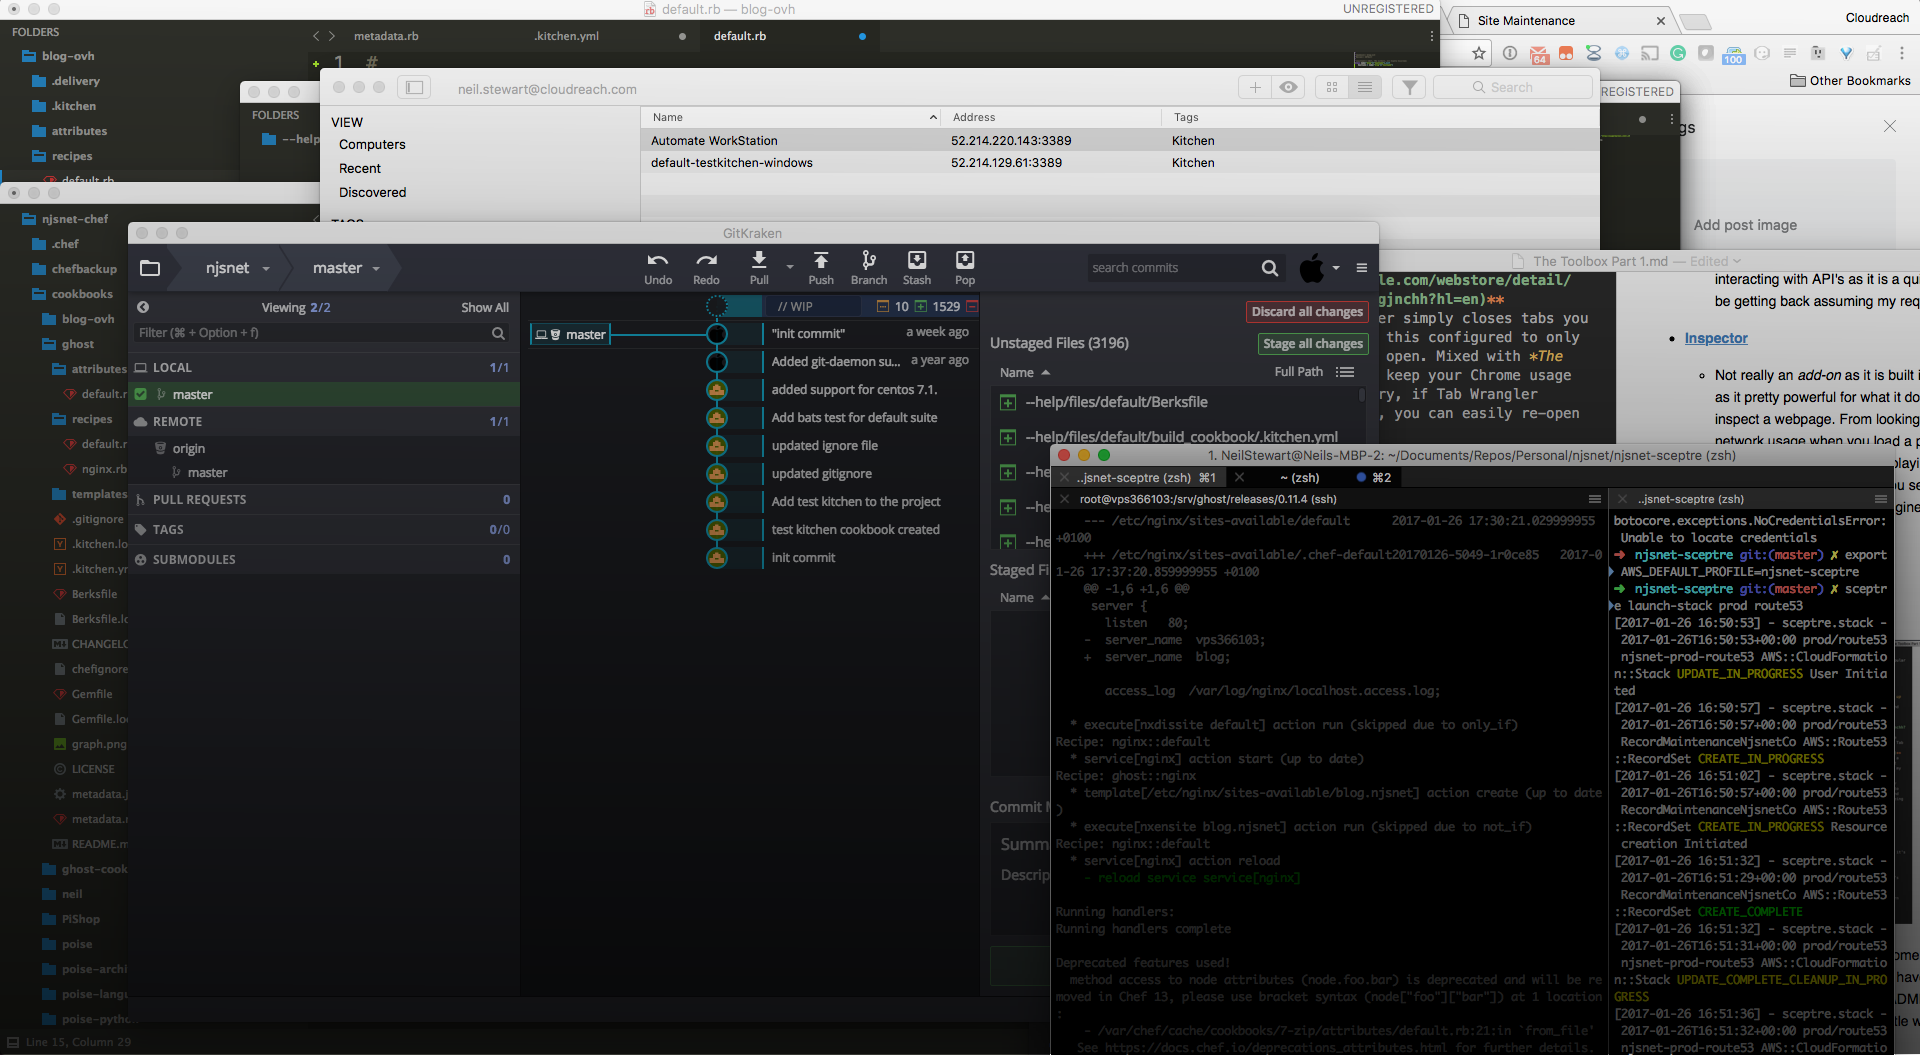 default.rb — blog-ovh
UNREGISTERED
Site Maintenance
Cloudreach
FOLDERS
blog-ovh
.delivery
.kitchen
attributes
recipes
default.rb
metadata.rb
.kitchen.yml
default.rb
1 #
64
100
Other Bookmarks
FOLDERS
--help
REGISTERED
gs
Add post image
neil.stewart@cloudreach.com
Search
VIEW
Computers
Recent
Discovered
TAGS
Name
Address
Tags
Automate WorkStation
52.214.220.143:3389
Kitchen
default-testkitchen-windows
52.214.129.61:3389
Kitchen
njsnet-chef
.chef
chefbackup
cookbooks
blog-ovh
ghost
attributes
default.r
recipes
default.r
nginx.rb
templates
.gitignore
.kitchen.lo
.kitchen.yr
Berksfile
Berksfile.lo
CHANGELO
chefignore
Gemfile
Gemfile.loc
graph.png
LICENSE
metadata.j
metadata.r
README.m
ghost-cook
neil
PIShop
poise
poise-archi
poise-langu
poise-python
Line 15, Column 29
GitKraken
njsnet
master
Undo
Redo
Pull
Push
Branch
Stash
Pop
search commits
Viewing 2/2
Show All
Filter (⌘ + Option + f)
LOCAL
1/1
master
REMOTE
1/1
origin
master
PULL REQUESTS
0
TAGS
0/0
SUBMODULES
0
// WIP
10
1529
master
"init commit"
a week ago
Added git-daemon su...
a year ago
added support for centos 7.1.
Add bats test for default suite
updated ignore file
updated gitignore
Add test kitchen to the project
test kitchen cookbook created
init commit
Discard all changes
Unstaged Files (3196)
Stage all changes
Name
Full Path
--help/files/default/Berksfile
--help/files/default/build_cookbook/.kitchen.yml
--he
--he
--he
Staged Fi
Name
Commit M
Summ
Descrip
The Toolbox Part 1.md — Edited
le.com/webstore/detail/
gjnchh?hl=en)**
er simply closes tabs you
this configured to only
open. Mixed with *The
keep your Chrome usage
ry, if Tab Wrangler
, you can easily re-open
interacting with API's as it is a qu
be getting back assuming my req
Inspector
Not really an add-on as it is built i
as it pretty powerful for what it do
inspect a webpage. From looking
network usage when you load a p
1. NeilStewart@Neils-MBP-2: ~/Documents/Repos/Personal/njsnet/njsnet-sceptre (zsh)
..jsnet-sceptre (zsh) ⌘1
~ (zsh)
⌘2
root@vps366103:/srv/ghost/releases/0.11.4 (ssh)
--- /etc/nginx/sites-available/default 2017-01-26 17:30:21.029999955
+0100
+++ /etc/nginx/sites-available/.chef-default20170126-5049-1r0ce85 2017-0
1-26 17:37:20.859999955 +0100
@@ -1,6 +1,6 @@
server {
listen 80;
- server_name vps366103;
+ server_name blog;
access_log /var/log/nginx/localhost.access.log;
* execute[nxdissite default] action run (skipped due to only_if)
Recipe: nginx::default
* service[nginx] action start (up to date)
Recipe: ghost::nginx
* template[/etc/nginx/sites-available/blog.njsnet] action create (up to date
)
* execute[nxensite blog.njsnet] action run (skipped due to not_if)
Recipe: nginx::default
* service[nginx] action reload
- reload service service[nginx]
Running handlers:
Running handlers complete
Deprecated features used!
method access to node attributes (node.foo.bar) is deprecated and will be re
moved in Chef 13, please use bracket syntax (node["foo"]["bar"]) at 1 location
:
- /var/chef/cache/cookbooks/7-zip/attributes/default.rb:21:in `from_file'
See https://docs.chef.io/deprecations_attributes.html for further details.
..jsnet-sceptre (zsh)
botocore.exceptions.NoCredentialsError:
Unable to locate credentials
➜ njsnet-sceptre git:(master) ✗ export
AWS_DEFAULT_PROFILE=njsnet-sceptre
➜ njsnet-sceptre git:(master) ✗ sceptr
e launch-stack prod route53
[2017-01-26 16:50:53] - sceptre.stack -
2017-01-26T16:50:53+00:00 prod/route53
njsnet-prod-route53 AWS::CloudFormatio
n::Stack UPDATE_IN_PROGRESS User Initia
ted
[2017-01-26 16:50:57] - sceptre.stack -
2017-01-26T16:50:57+00:00 prod/route53
RecordMaintenanceNjsnetCo AWS::Route53
::RecordSet CREATE_IN_PROGRESS
[2017-01-26 16:51:02] - sceptre.stack -
2017-01-26T16:50:57+00:00 prod/route53
RecordMaintenanceNjsnetCo AWS::Route53
::RecordSet CREATE_IN_PROGRESS Resource
creation Initiated
[2017-01-26 16:51:32] - sceptre.stack -
2017-01-26T16:51:29+00:00 prod/route53
RecordMaintenanceNjsnetCo AWS::Route53
::RecordSet CREATE_COMPLETE
[2017-01-26 16:51:32] - sceptre.stack -
2017-01-26T16:51:31+00:00 prod/route53
njsnet-prod-route53 AWS::CloudFormatio
n::Stack UPDATE_COMPLETE_CLEANUP_IN_PRO
GRESS
[2017-01-26 16:51:36] - sceptre.stack -
2017-01-26T16:51:32+00:00 prod/route53
njsnet-prod-route53 AWS::CloudFormatio